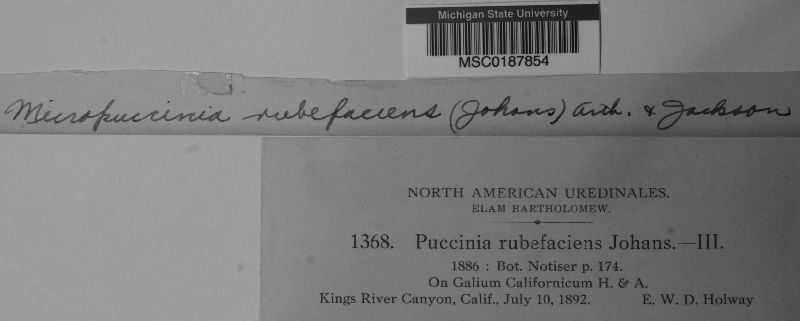 Michigan State University
MSC0187854
Micropuccinia rubefaciens (Johans) Arth. & Jackson
NORTH AMERICAN UREDINALES.
ELAM BARTHOLOMEW.
1368. Puccinia rubefaciens Johans.—III.
1886 : Bot. Notiser p. 174.
On Galium Californicum H. & A.
Kings River Canyon, Calif., July 10, 1892. E. W. D. Holway